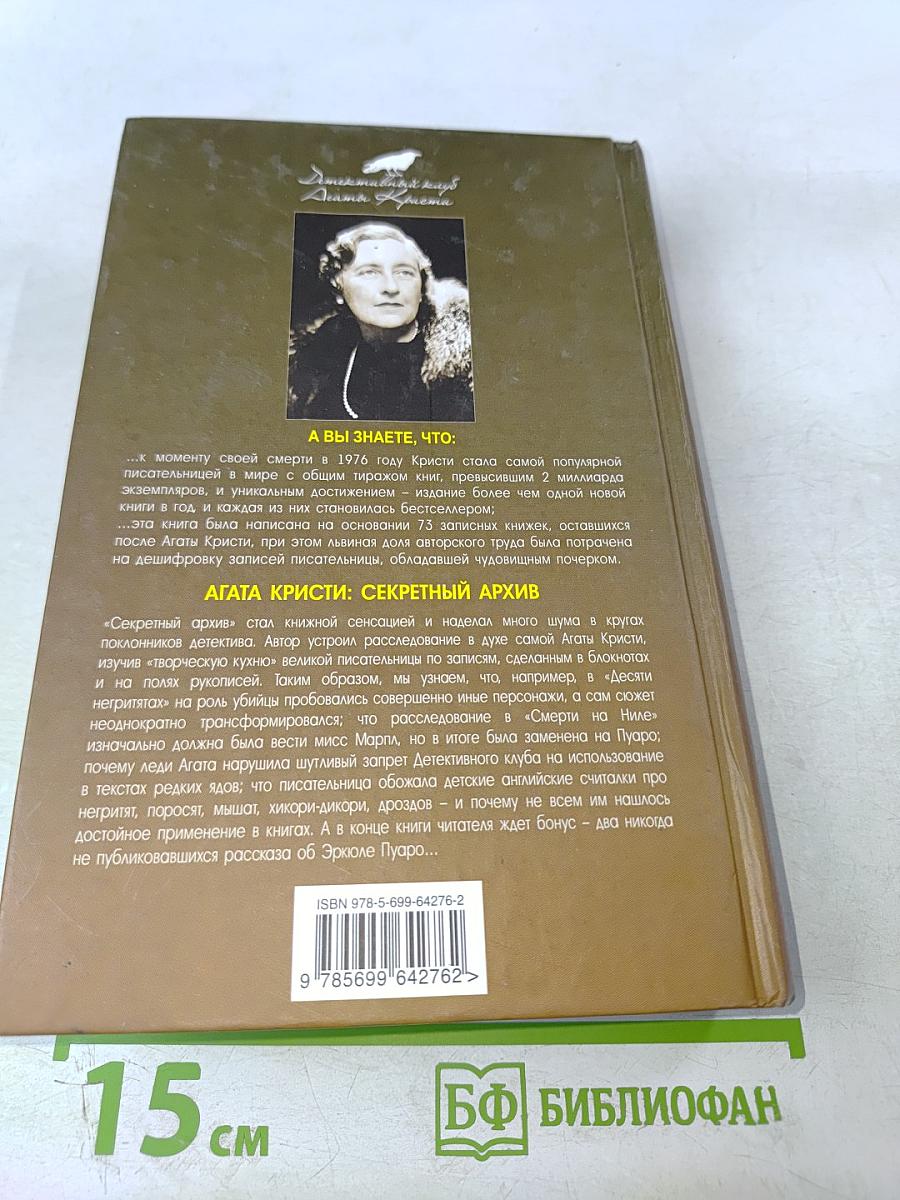 Детективный клуб
Агаты Кристи
А ВЫ ЗНАЕТЕ, ЧТО:
...к моменту своей смерти в 1976 году Кристи стала самой популярной
писательницей в мире с общим тиражом книг, превысившим 2 миллиарда
экземпляров, и уникальным достижением – издание более чем одной новой
книги в год, и каждая из них становилась бестселлером;
...эта книга была написана на основании 73 записных книжек, оставшихся
после Агаты Кристи, при этом львиная доля авторского труда была потрачена
на дешифровку записей писательницы, обладавшей чудовищным почерком.
АГАТА КРИСТИ: СЕКРЕТНЫЙ АРХИВ
«Секретный архив» стал книжной сенсацией и наделал много шума в кругах
поклонников детектива. Автор устроил расследование в духе самой Агаты Кристи,
изучив «творческую кухню» великой писательницы по записям, сделанным в блокнотах
и на полях рукописей. Таким образом, мы узнаем, что, например, в «Десяти
негритятах» на роль убийцы пробовались совершенно иные персонажи, а сам сюжет
неоднократно трансформировался; что расследование в «Смерти на Ниле»
изначально должна была вести мисс Марпл, но в итоге была заменена на Пуаро;
почему леди Агата нарушила шутливый запрет Детективного клуба на использование
в текстах редких ядов; что писательница обожала детские английские считалки про
негритят, поросят, мышат, хикори-дикори, дроздов – и почему не всем им нашлось
достойное применение в книгах. А в конце книги читателя ждет бонус – два никогда
не публиковавшихся рассказа об Эркюле Пуаро...
ISBN 978-5-699-64276-2
9 785699 642762 >
15 см
БФ БИБЛИОФАН